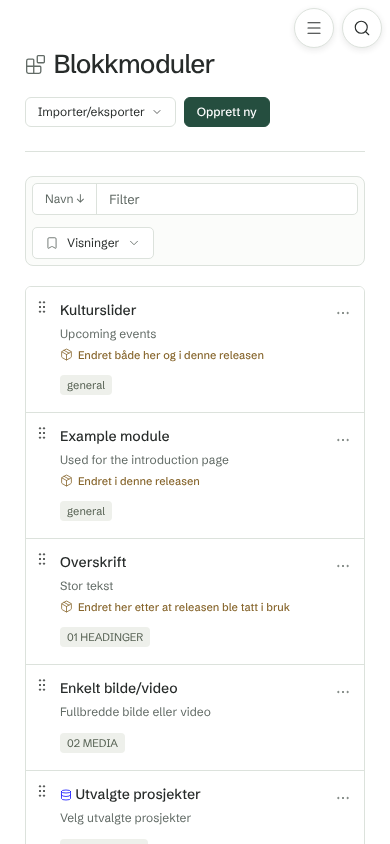 Blokkmoduler
Importer/eksporter
Opprett ny
Navn ↓
Filter
Visninger
Kulturslider
Upcoming events
Endret både her og i denne releasen
general
Example module
Used for the introduction page
Endret i denne releasen
general
Overskrift
Stor tekst
Endret her etter at releasen ble tatt i bruk
01 HEADINGER
Enkelt bilde/video
Fullbredde bilde eller video
02 MEDIA
Utvalgte prosjekter
Velg utvalgte prosjekter